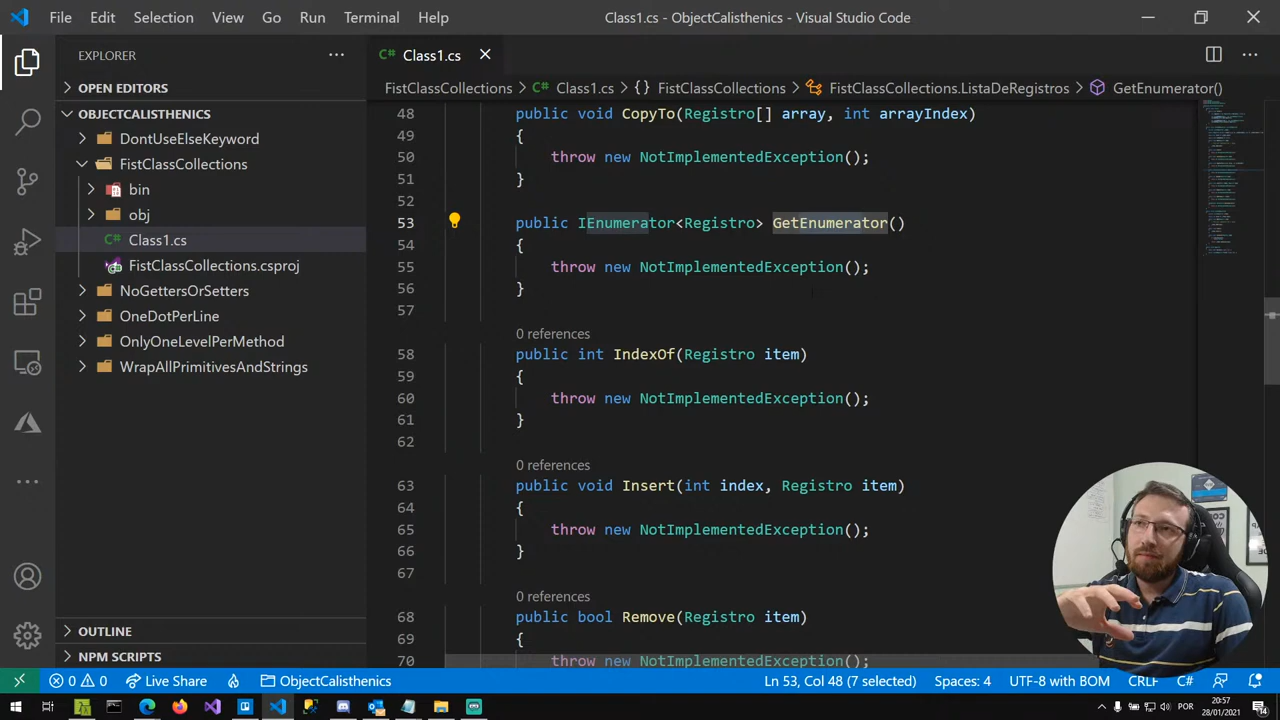 File Edit Selection View Go Run Terminal Help
Class1.cs - ObjectCalisthenics - Visual Studio Code
EXPLORER
OPEN EDITORS
OBJECTCALISTHENICS
DontUseElseKeyword
FistClassCollections
bin
obj
C# Class1.cs
FistClassCollections.csproj
NoGettersOrSetters
OneDotPerLine
OnlyOneLevelPerMethod
WrapAllPrimitivesAndStrings
OUTLINE
NPM SCRIPTS
C# Class1.cs
FistClassCollections > C# Class1.cs > {} FistClassCollections > FistClassCollections.ListaDeRegistros > GetEnumerator()
48 public void CopyTo(Registro[] array, int arrayIndex)
49 {
50 throw new NotImplementedException();
51 }
52
53 public IEnumerator<Registro> GetEnumerator()
54 {
55 throw new NotImplementedException();
56 }
57
0 references
58 public int IndexOf(Registro item)
59 {
60 throw new NotImplementedException();
61 }
62
0 references
63 public void Insert(int index, Registro item)
64 {
65 throw new NotImplementedException();
66 }
67
0 references
68 public bool Remove(Registro item)
69 {
70 throw new NotImplementedException();
0 0 Live Share ObjectCalisthenics Ln 53, Col 48 (7 selected) Spaces: 4 UTF-8 with BOM CRLF C#
POR 20:57
28/01/2021 14